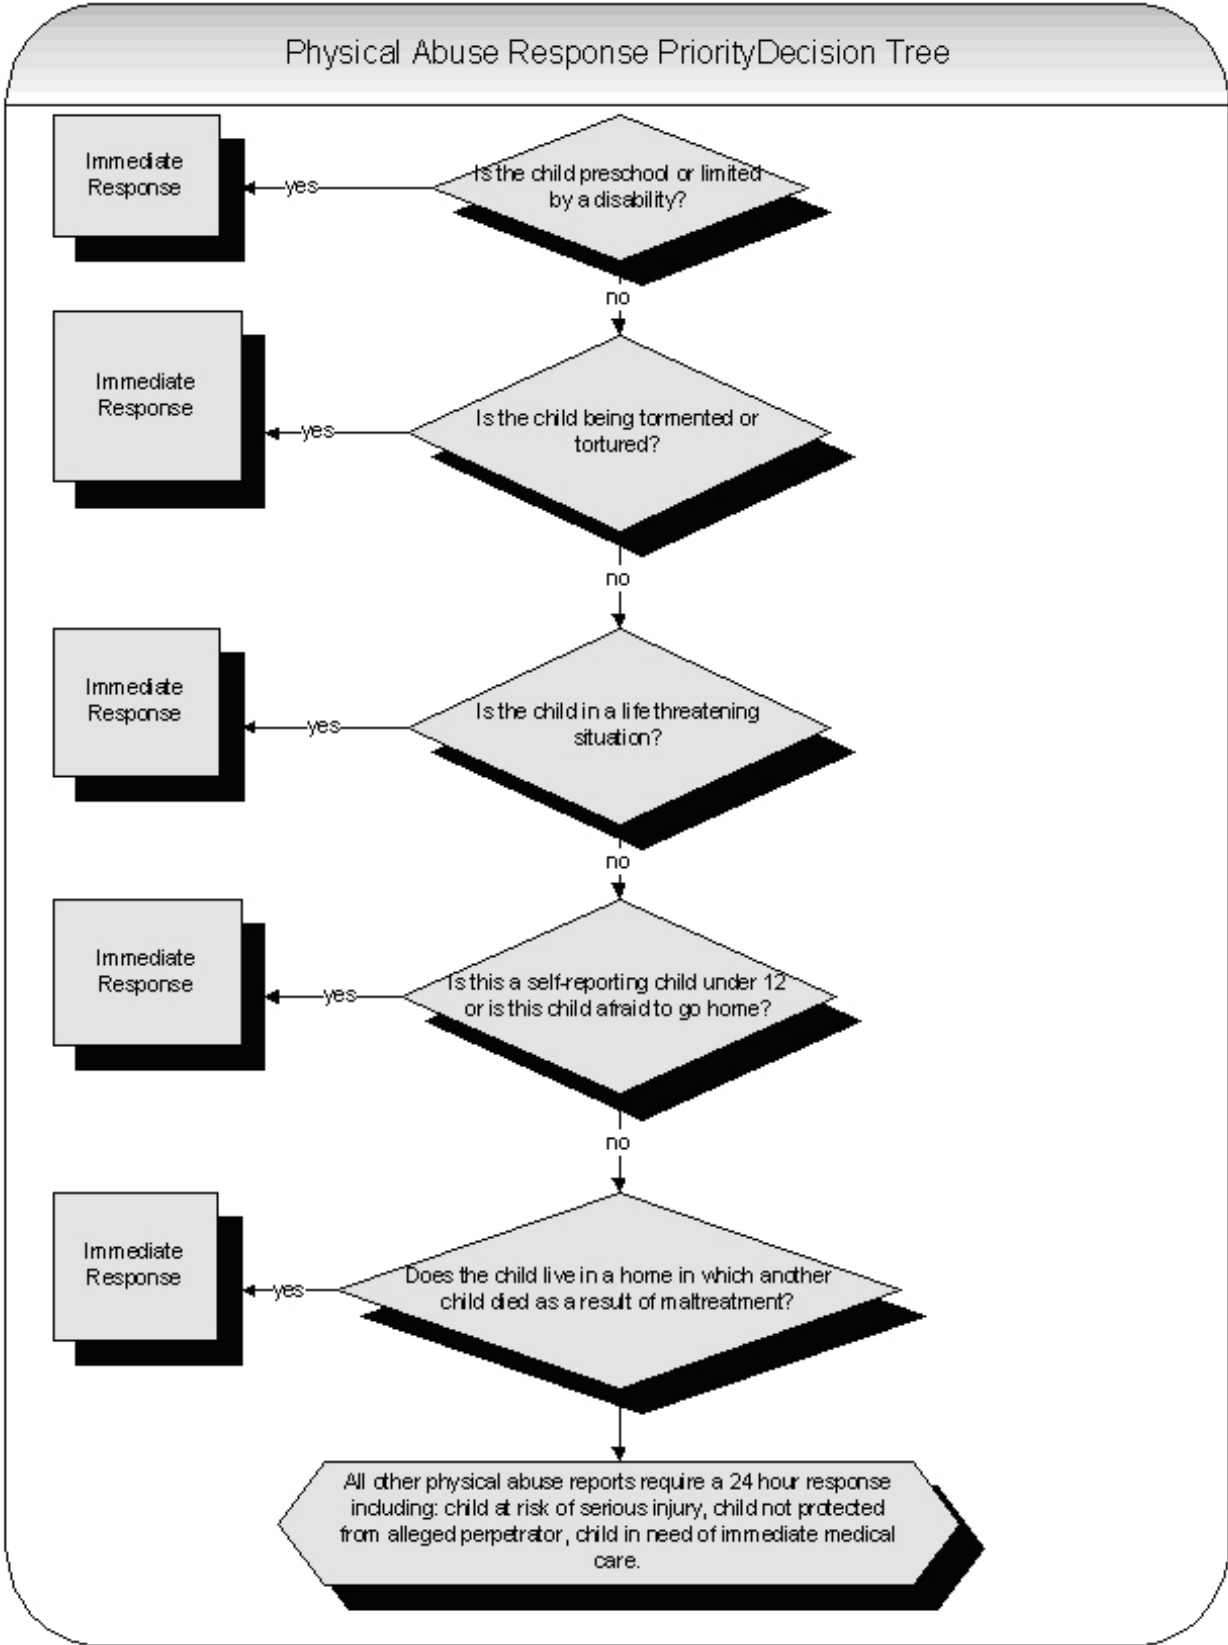 Physical Abuse Response PriorityDecision Tree
Immediate
Response
yes
Is the child preschool or limited
by a disability?
no
Immediate
Response
yes
Is the child being tormented or
tortured?
no
Immediate
Response
yes
Is the child in a life threatening
situation?
no
Immediate
Response
yes
Is this a self-reporting child under 12
or is this child afraid to go home?
no
Immediate
Response
yes
Does the child live in a home in which another
child died as a result of maltreatment?
All other physical abuse reports require a 24 hour response
including: child at risk of serious injury, child not protected
from alleged perpetrator, child in need of immediate medical
care.